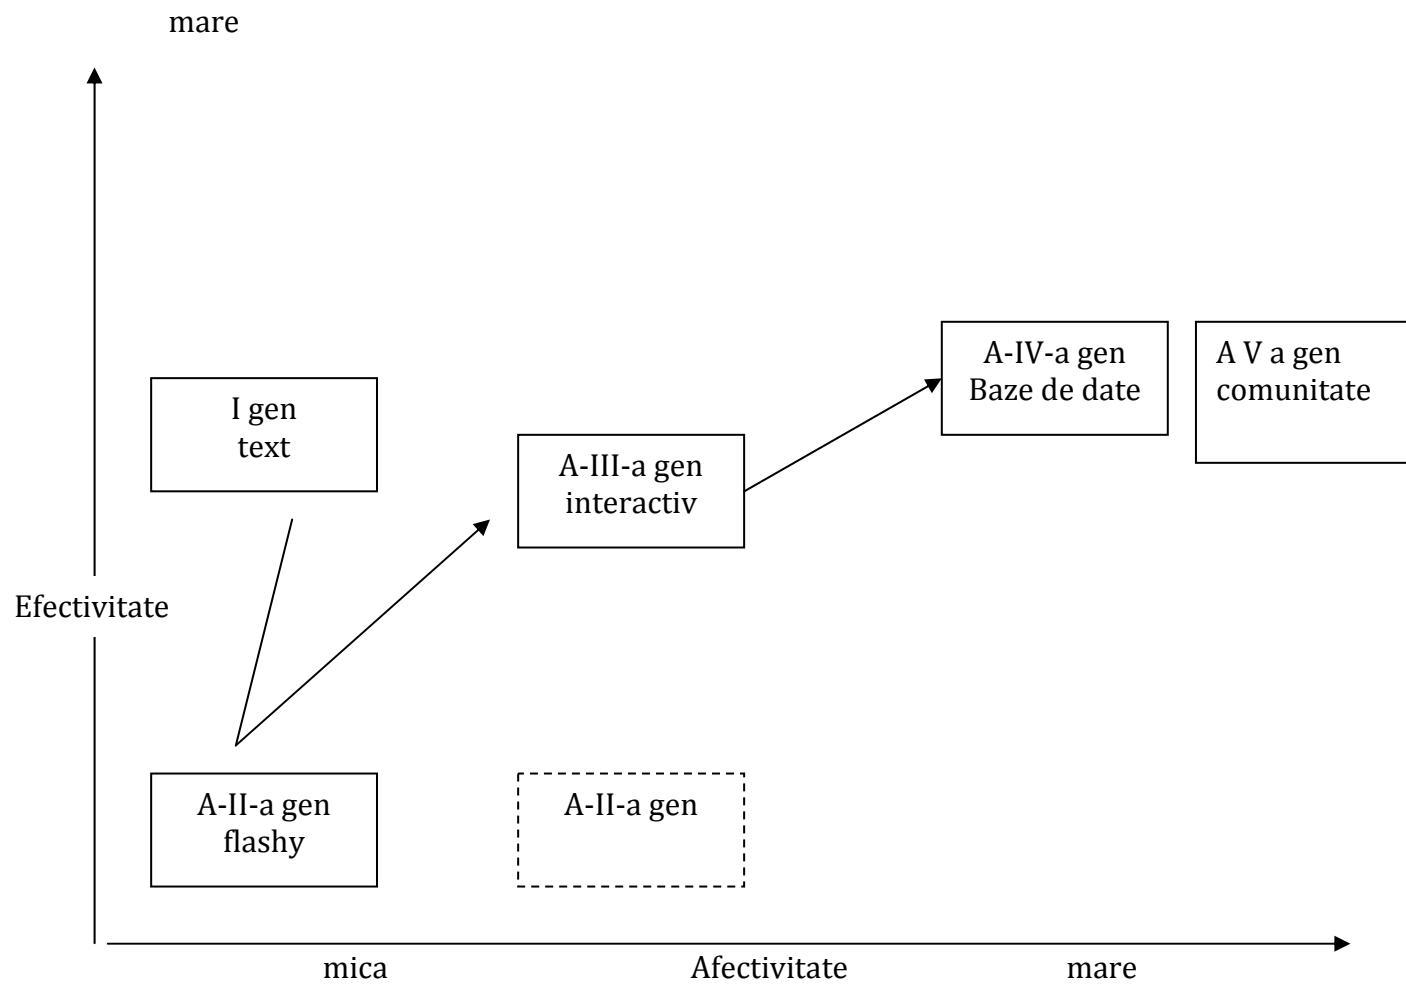 mare
A-IV-a gen
Baze de date
A V a gen
comunitate
I gen
text
A-III-a gen
interactiv
Efectivitate
A-II-a gen
flashy
A-II-a gen
mica
Afectivitate
mare